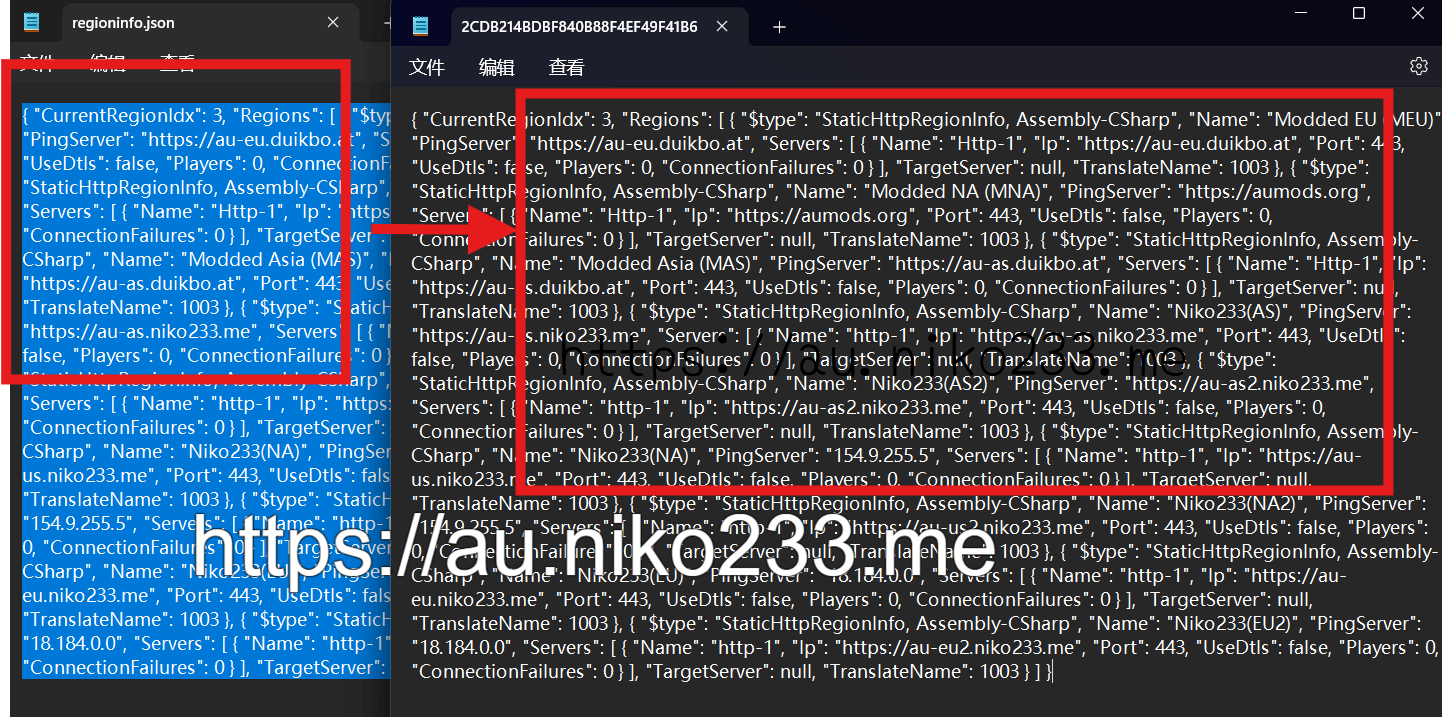 regioninfo.json
文件 编辑 查看
{ "CurrentRegionIdx": 3, "Regions": [ { "$typ
"PingServer": "https://au-eu.duikbo.at", "S
"UseDtls": false, "Players": 0, "ConnectionFa
"StaticHttpRegionInfo, Assembly-CSharp",
"Servers": [ { "Name": "Http-1", "Ip": "https
"ConnectionFailures": 0 } ], "TargetServer":
CSharp", "Name": "Modded Asia (MAS)", "
"https://au-as.duikbo.at", "Port": 443, "Use
"TranslateName": 1003 }, { "$type": "StaticH
"https://au-as.niko233.me", "Servers": [ { "N
false, "Players": 0, "ConnectionFailures": 0 }
"StaticHttpRegionInfo, Assembly-CSharp",
"Servers": [ { "Name": "http-1", "Ip": "https:
"ConnectionFailures": 0 } ], "TargetServer":
CSharp", "Name": "Niko233(NA)", "PingSer
us.niko233.me", "Port": 443, "UseDtls": fals
"TranslateName": 1003 }, { "$type": "StaticH
"154.9.255.5", "Servers": [ { "Name": "http-1
0, "ConnectionFailures": 0 } ], "TargetServe
CSharp", "Name": "Niko233(EU)", "PingSer
eu.niko233.me", "Port": 443, "UseDtls": fals
"TranslateName": 1003 }, { "$type": "StaticH
"18.184.0.0", "Servers": [ { "Name": "http-1"
"ConnectionFailures": 0 } ], "TargetServer":
2CDB214BDBF840B88F4EF49F41B6
文件 编辑 查看
{ "CurrentRegionIdx": 3, "Regions": [ { "$type": "StaticHttpRegionInfo, Assembly-CSharp", "Name": "Modded EU (MEU)"
"PingServer": "https://au-eu.duikbo.at", "Servers": [ { "Name": "Http-1", "Ip": "https://au-eu.duikbo.at", "Port": 443,
"UseDtls": false, "Players": 0, "ConnectionFailures": 0 } ], "TargetServer": null, "TranslateName": 1003 }, { "$type":
"StaticHttpRegionInfo, Assembly-CSharp", "Name": "Modded NA (MNA)", "PingServer": "https://aumods.org",
"Servers": [ { "Name": "Http-1", "Ip": "https://aumods.org", "Port": 443, "UseDtls": false, "Players": 0,
"ConnectionFailures": 0 } ], "TargetServer": null, "TranslateName": 1003 }, { "$type": "StaticHttpRegionInfo, Assembly-
CSharp", "Name": "Modded Asia (MAS)", "PingServer": "https://au-as.duikbo.at", "Servers": [ { "Name": "Http-1", "Ip":
"https://au-as.duikbo.at", "Port": 443, "UseDtls": false, "Players": 0, "ConnectionFailures": 0 } ], "TargetServer": null,
"TranslateName": 1003 }, { "$type": "StaticHttpRegionInfo, Assembly-CSharp", "Name": "Niko233(AS)", "PingServer":
"https://au-as.niko233.me", "Servers": [ { "Name": "http-1", "Ip": "https://au-as.niko233.me", "Port": 443, "UseDtls":
false, "Players": 0, "ConnectionFailures": 0 } ], "TargetServer": null, "TranslateName": 1003 }, { "$type":
https://au.niko233.me
"StaticHttpRegionInfo, Assembly-CSharp", "Name": "Niko233(AS2)", "PingServer": "https://au-as2.niko233.me",
"Servers": [ { "Name": "http-1", "Ip": "https://au-as2.niko233.me", "Port": 443, "UseDtls": false, "Players": 0,
"ConnectionFailures": 0 } ], "TargetServer": null, "TranslateName": 1003 }, { "$type": "StaticHttpRegionInfo, Assembly-
CSharp", "Name": "Niko233(NA)", "PingServer": "154.9.255.5", "Servers": [ { "Name": "http-1", "Ip": "https://au-
us.niko233.me", "Port": 443, "UseDtls": false, "Players": 0, "ConnectionFailures": 0 } ], "TargetServer": null,
"TranslateName": 1003 }, { "$type": "StaticHttpRegionInfo, Assembly-CSharp", "Name": "Niko233(NA2)", "PingServer":
"154.9.255.5", "Servers": [ { "Name": "http-1", "Ip": "https://au-us2.niko233.me", "Port": 443, "UseDtls": false, "Players":
0, "ConnectionFailures": 0 } ], "TargetServer": null, "TranslateName": 1003 }, { "$type": "StaticHttpRegionInfo, Assembly-
https://au.niko233.me
CSharp", "Name": "Niko233(EU)", "PingServer": "18.184.0.0", "Servers": [ { "Name": "http-1", "Ip": "https://au-
eu.niko233.me", "Port": 443, "UseDtls": false, "Players": 0, "ConnectionFailures": 0 } ], "TargetServer": null,
"TranslateName": 1003 }, { "$type": "StaticHttpRegionInfo, Assembly-CSharp", "Name": "Niko233(EU2)", "PingServer":
"18.184.0.0", "Servers": [ { "Name": "http-1", "Ip": "https://au-eu2.niko233.me", "Port": 443, "UseDtls": false, "Players": 0,
"ConnectionFailures": 0 } ], "TargetServer": null, "TranslateName": 1003 } ] }